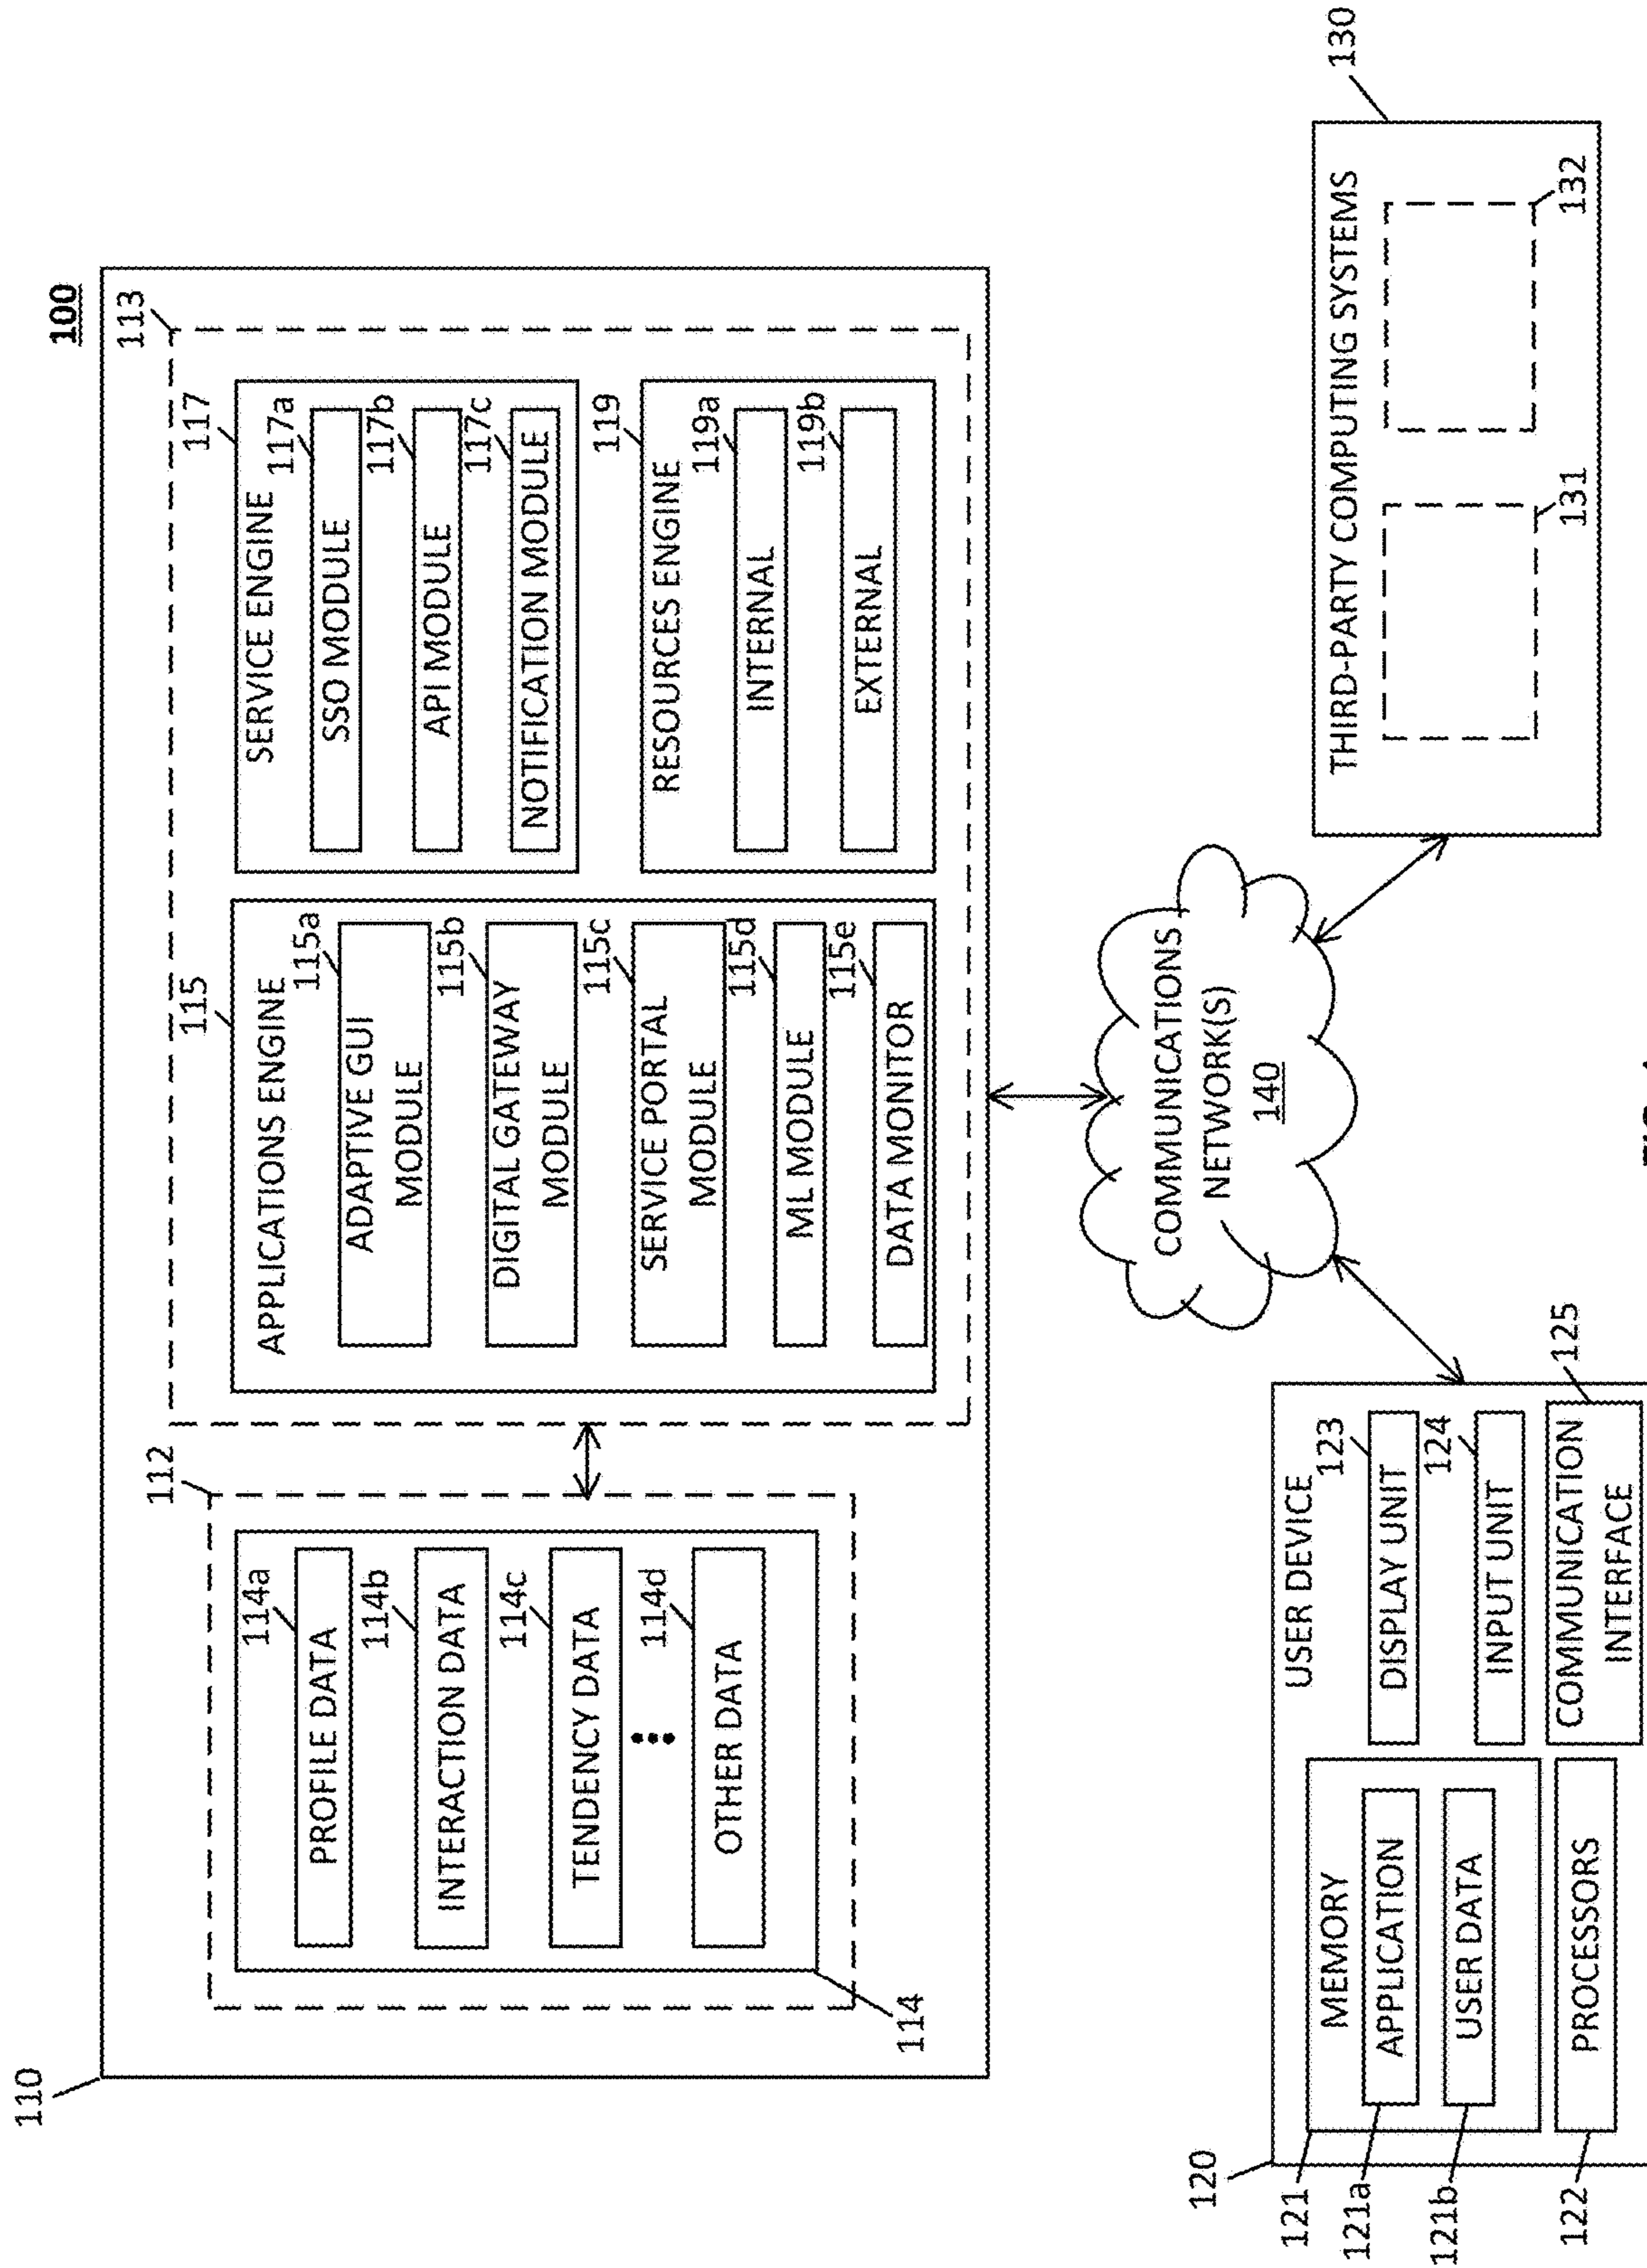 100
110
112
113
114a
PROFILE DATA
114b
INTERACTION DATA
114c
TENDENCY DATA
114d
OTHER DATA
114
115
APPLICATIONS ENGINE
115a
ADAPTIVE GUI
MODULE
115b
DIGITAL GATEWAY
MODULE
115c
SERVICE PORTAL
MODULE
115d
ML MODULE
115e
DATA MONITOR
117
SERVICE ENGINE
117a
SSO MODULE
117b
API MODULE
117c
NOTIFICATION MODULE
119
RESOURCES ENGINE
119a
INTERNAL
119b
EXTERNAL
COMMUNICATIONS
NETWORK(S)
140
120
USER DEVICE
121
MEMORY
121a
APPLICATION
121b
USER DATA
122
PROCESSORS
123
DISPLAY UNIT
124
INPUT UNIT
125
COMMUNICATION
INTERFACE
130
THIRD-PARTY COMPUTING SYSTEMS
131
132